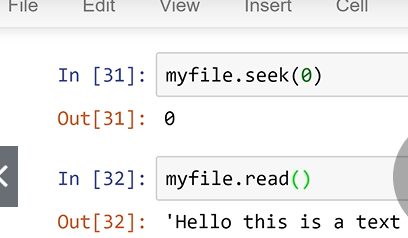 File Edit View Insert Cell
In [31]: myfile.seek(0)
Out[31]: 0
In [32]: myfile.read()
Out[32]: 'Hello this is a text